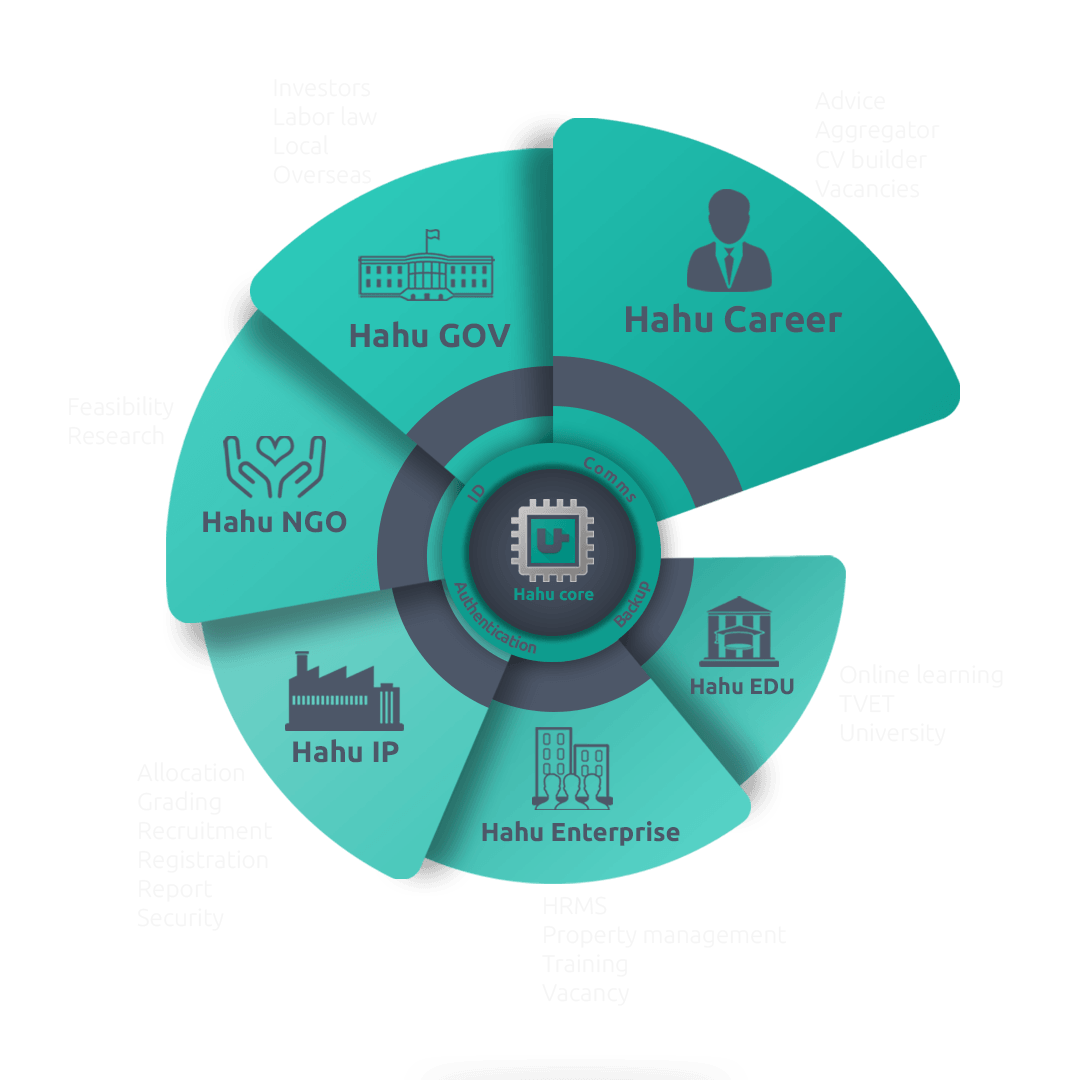 Investors
Labor law
Local
Overseas
Advice
Aggregator
CV builder
Vacancies
Hahu Career
Hahu GOV
Feasibility
Research
Hahu NGO
ID
Comms
Hahu core
Authentication
Backup
Hahu EDU
Online learning
TVET
University
Hahu IP
Allocation
Grading
Recruitment
Registration
Report
Security
Hahu Enterprise
HRMS
Property management
Training
Vacancy